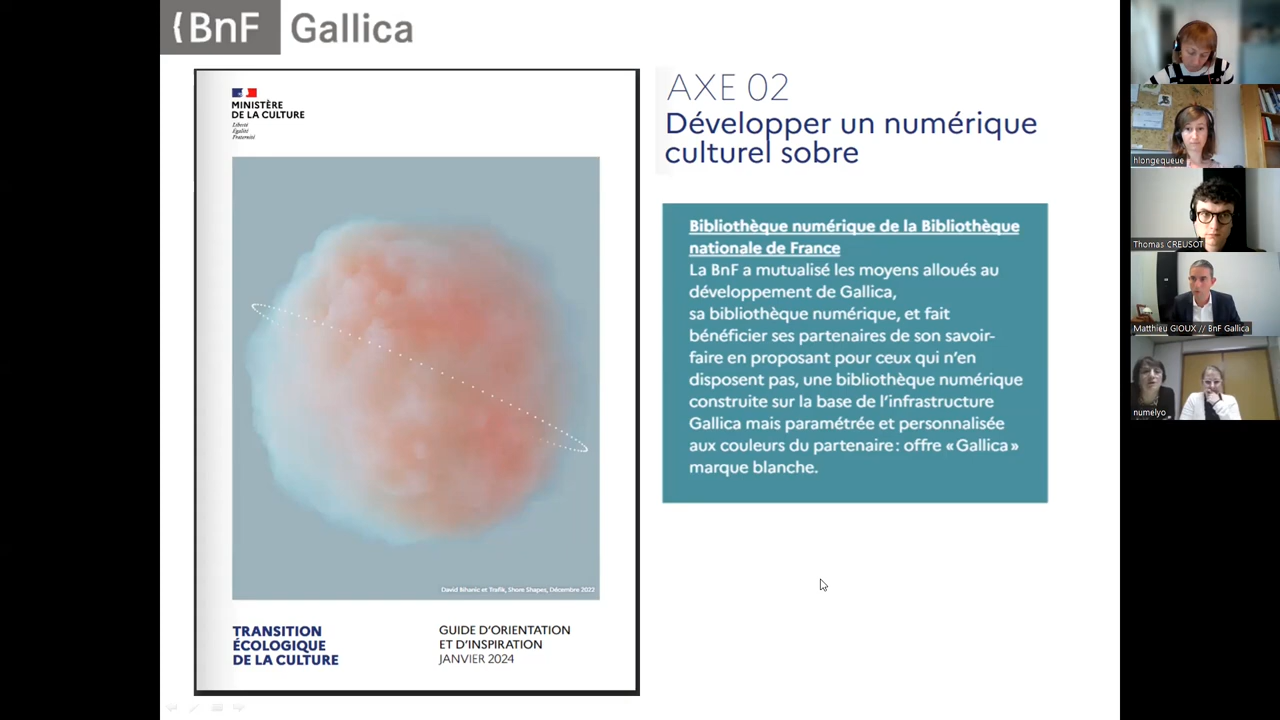 {BnF Gallica
MINISTÈRE
DE LA CULTURE
Liberté
Égalité
Fraternité
David Bihanic et Trafik, Shore Shapes, Décembre 2022
TRANSITION
ÉCOLOGIQUE
DE LA CULTURE
GUIDE D'ORIENTATION
ET D'INSPIRATION
JANVIER 2024
AXE 02
Développer un numérique
culturel sobre
Bibliothèque numérique de la Bibliothèque
nationale de France
La BnF a mutualisé les moyens alloués au
développement de Gallica,
sa bibliothèque numérique, et fait
bénéficier ses partenaires de son savoir-
faire en proposant pour ceux qui n'en
disposent pas, une bibliothèque numérique
construite sur la base de l'infrastructure
Gallica mais paramétrée et personnalisée
aux couleurs du partenaire : offre « Gallica »
marque blanche.
hlongequeue
Thomas CREUSOT
Matthieu GIOUX // BnF Gallica
numelyo